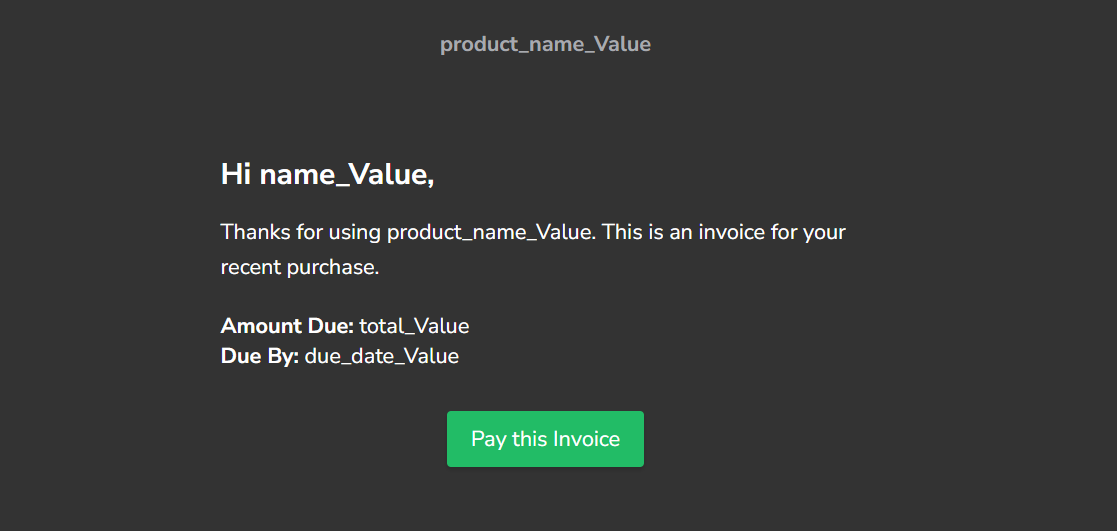 product_name_Value
Hi name_Value,
Thanks for using product_name_Value. This is an invoice for your
recent purchase.
Amount Due: total_Value
Due By: due_date_Value
Pay this Invoice